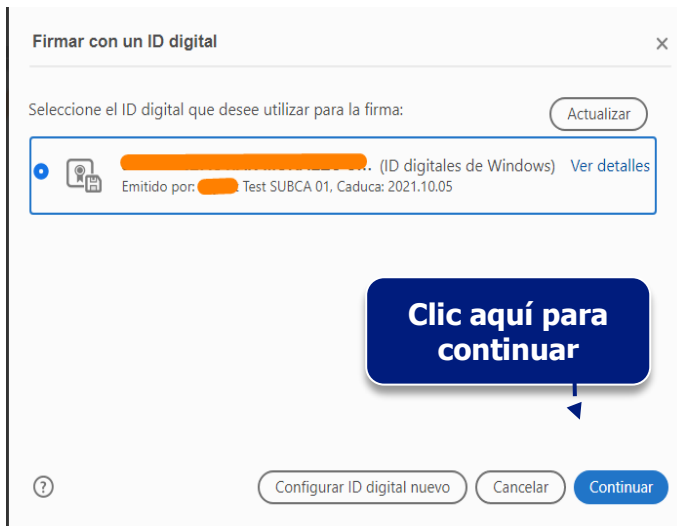 Firmar con un ID digital
Seleccione el ID digital que desee utilizar para la firma:
Actualizar
(ID digitales de Windows) Ver detalles
Emitido por: Test SUBCA 01, Caduca: 2021.10.05
Clic aquí para
continuar
Configurar ID digital nuevo Cancelar Continuar